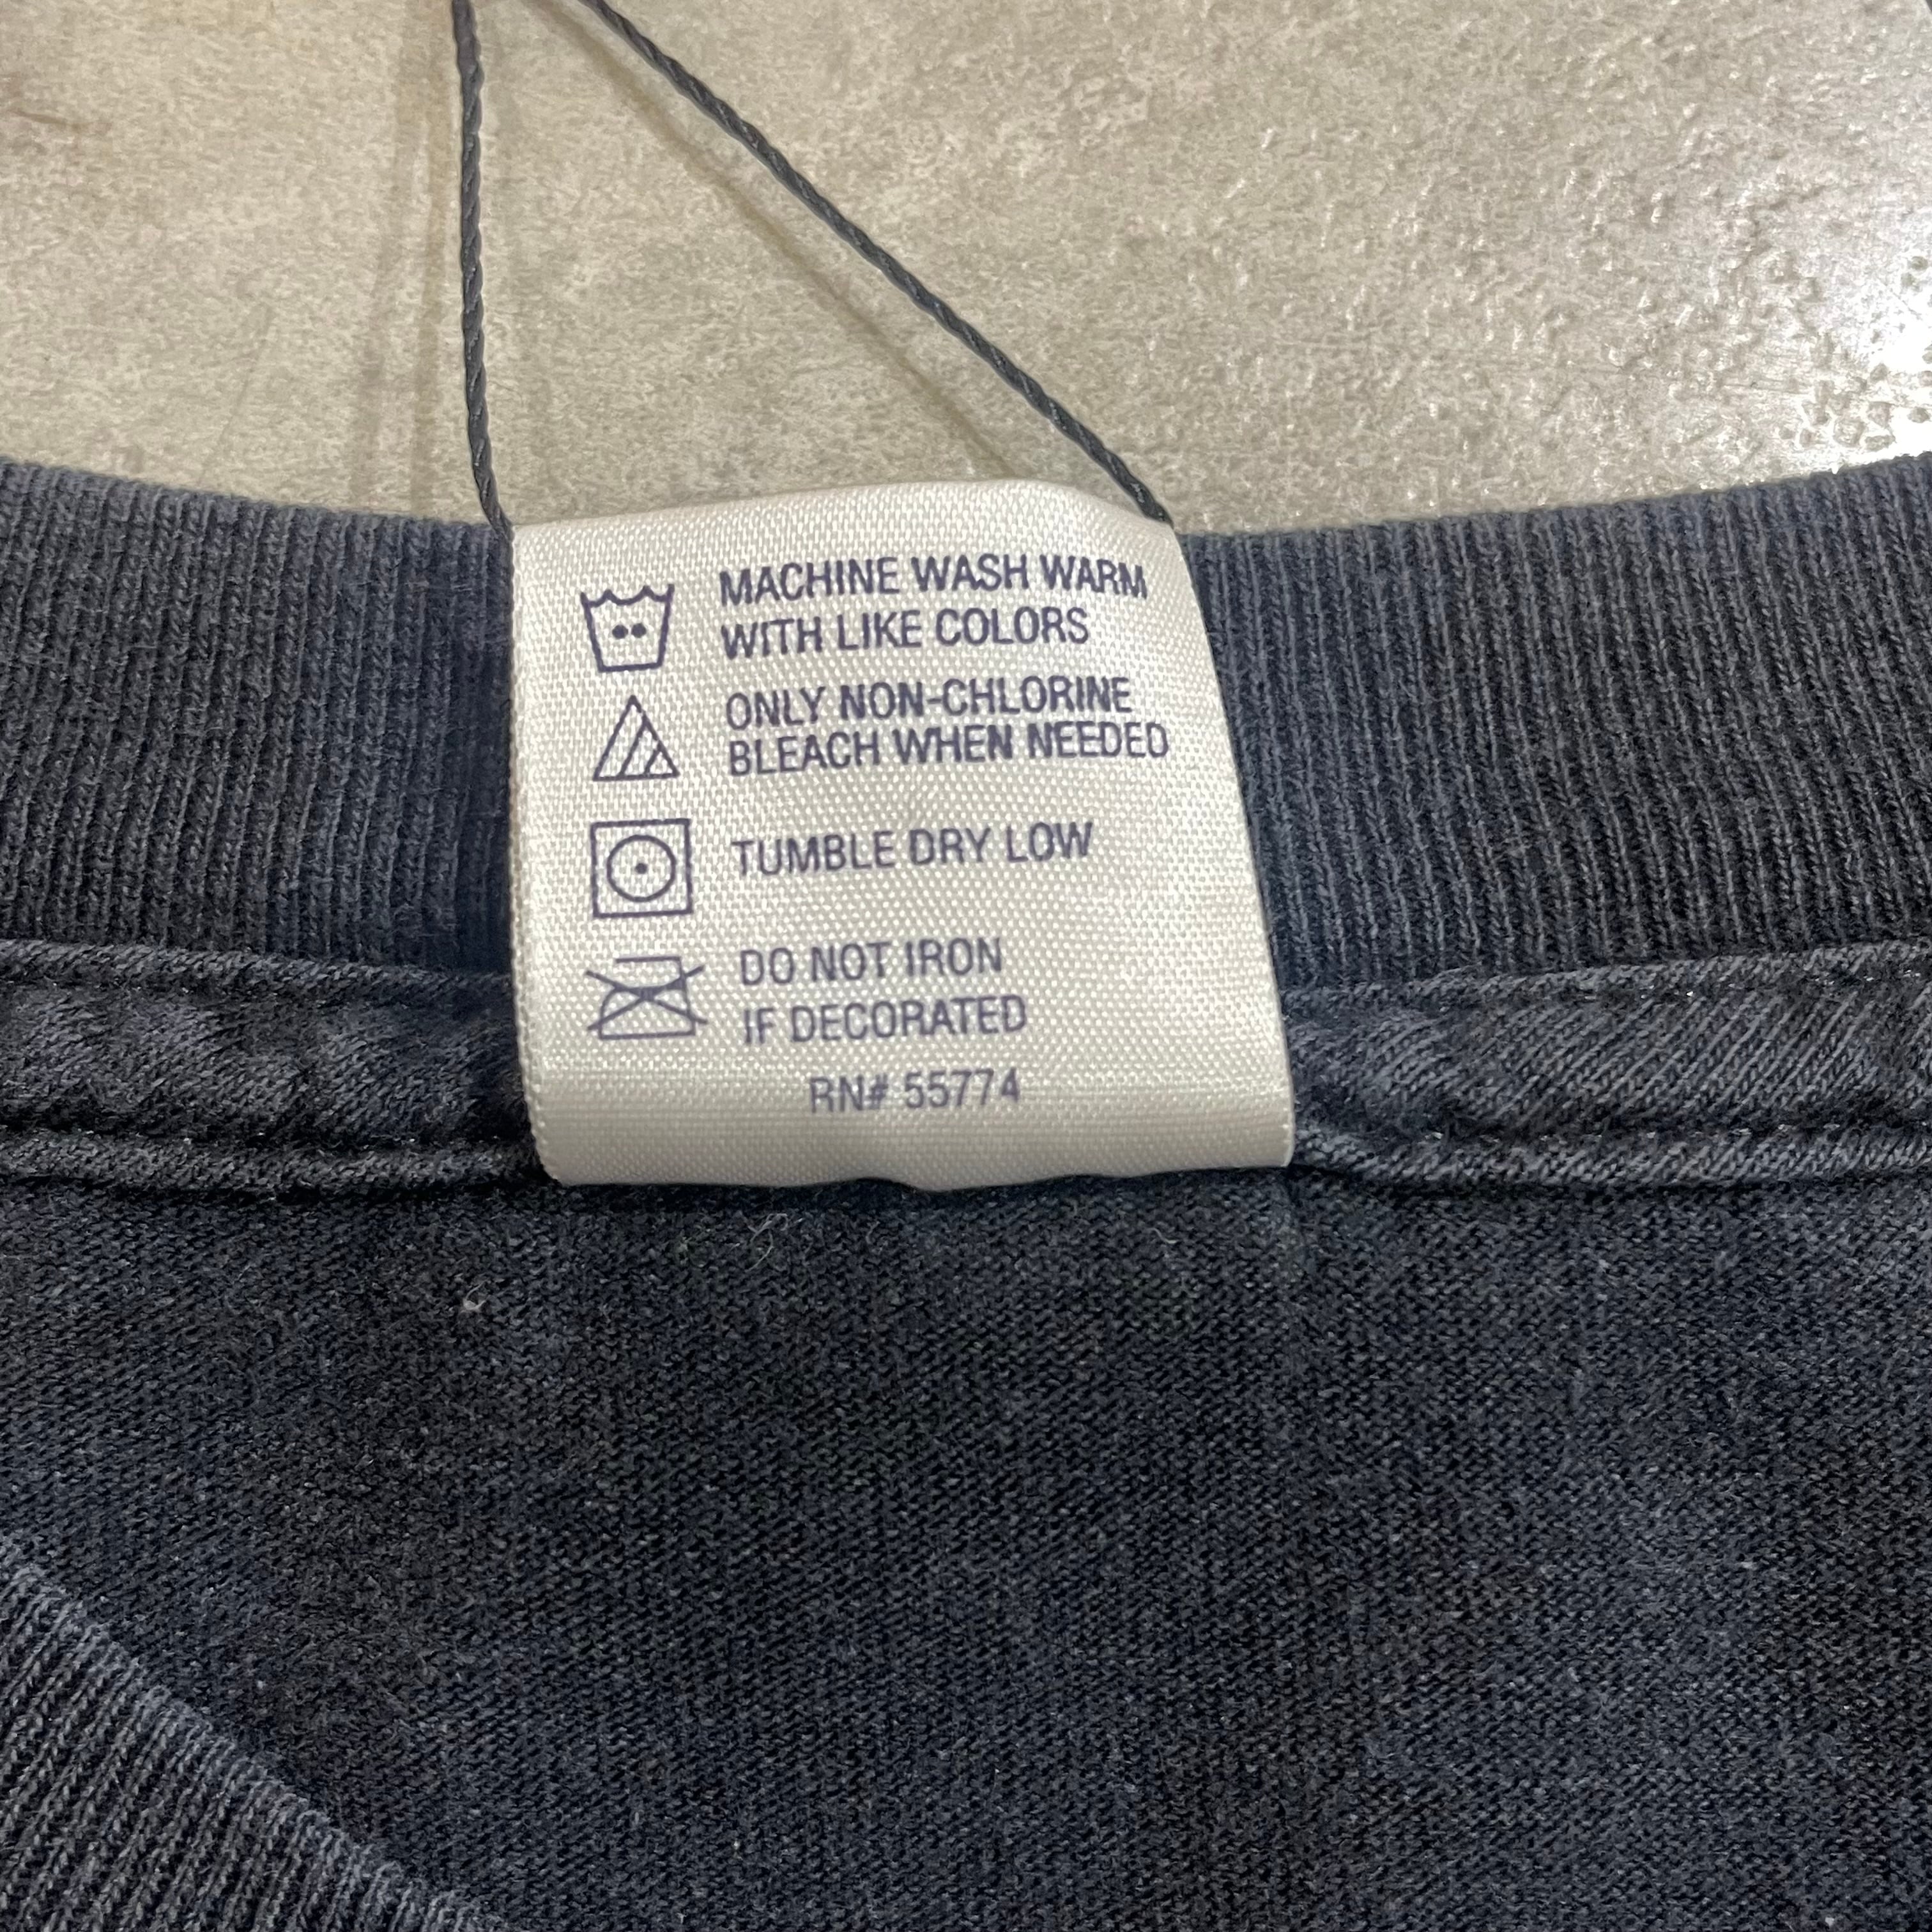 MACHINE WASH WARM
WITH LIKE COLORS
ONLY NON-CHLORINE
BLEACH WHEN NEEDED
TUMBLE DRY LOW
DO NOT IRON
IF DECORATED
RN# 55774